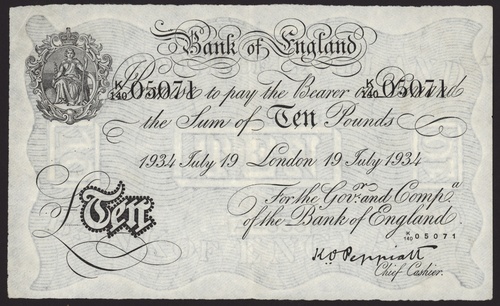 Bank of England
K/140 05071 K/140 05071
I Promise to pay the Bearer on Demand
the Sum of Ten Pounds
1934 July 19 London 19 July 1934
For the Govr. and Compa.
of the Bank of England
£Ten
K/140 05071
K.O. Peppiatt
Chief Cashier.